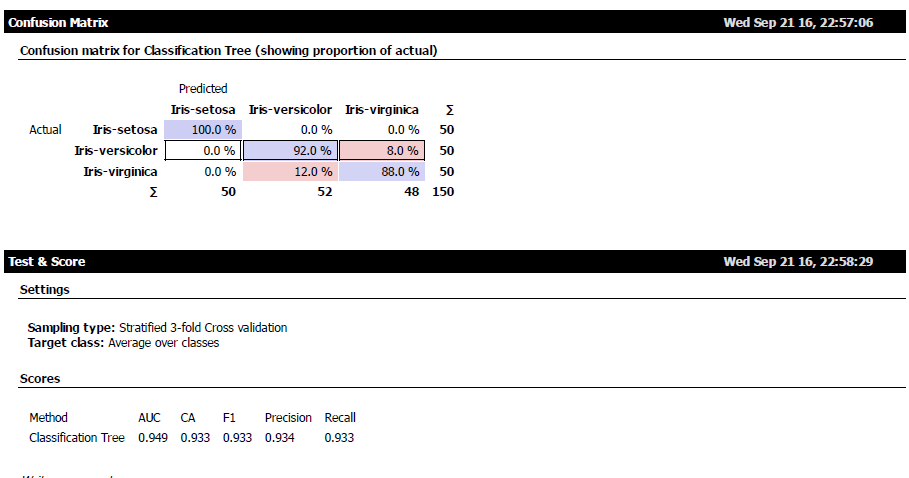 Confusion Matrix Wed Sep 21 16, 22:57:06
Confusion matrix for Classification Tree (showing proportion of actual)
Predicted
Iris-setosa Iris-versicolor Iris-virginica Σ
Actual Iris-setosa 100.0 % 0.0 % 0.0 % 50
Iris-versicolor 0.0 % 92.0 % 8.0 % 50
Iris-virginica 0.0 % 12.0 % 88.0 % 50
Σ 50 52 48 150
Test & Score Wed Sep 21 16, 22:58:29
Settings
Sampling type: Stratified 3-fold Cross validation
Target class: Average over classes
Scores
Method AUC CA F1 Precision Recall
Classification Tree 0.949 0.933 0.933 0.934 0.933